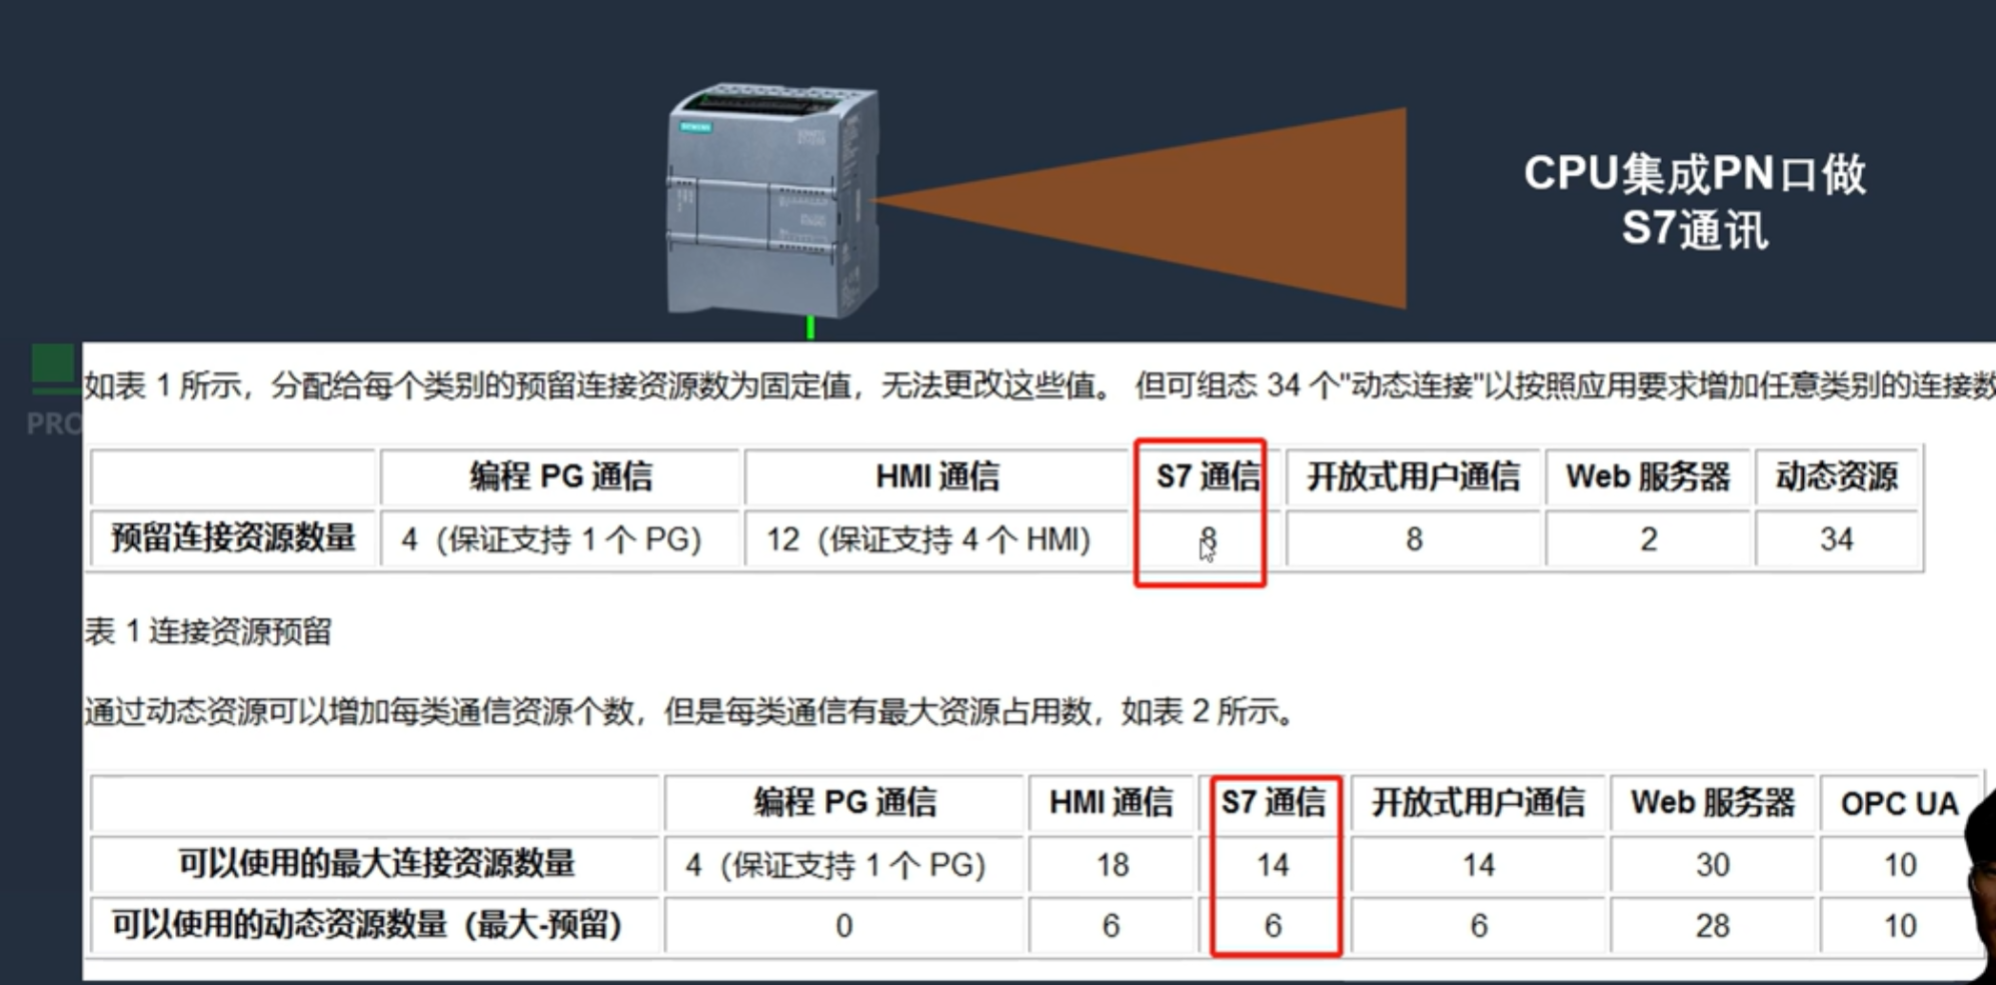 SIEMENS
CPU集成PN口做
S7通讯
PRO
如表 1 所示，分配给每个类别的预留连接资源数为固定值，无法更改这些值。 但可组态 34 个"动态连接"以按照应用要求增加任意类别的连接数
编程 PG 通信 HMI 通信 S7 通信 开放式用户通信 Web 服务器 动态资源
预留连接资源数量 4（保证支持 1 个 PG） 12（保证支持 4 个 HMI） 8 8 2 34
表 1 连接资源预留
通过动态资源可以增加每类通信资源个数，但是每类通信有最大资源占用数，如表 2 所示。
编程 PG 通信 HMI 通信 S7 通信 开放式用户通信 Web 服务器 OPC UA
可以使用的最大连接资源数量 4（保证支持 1 个 PG） 18 14 14 30 10
可以使用的动态资源数量（最大-预留） 0 6 6 6 28 10